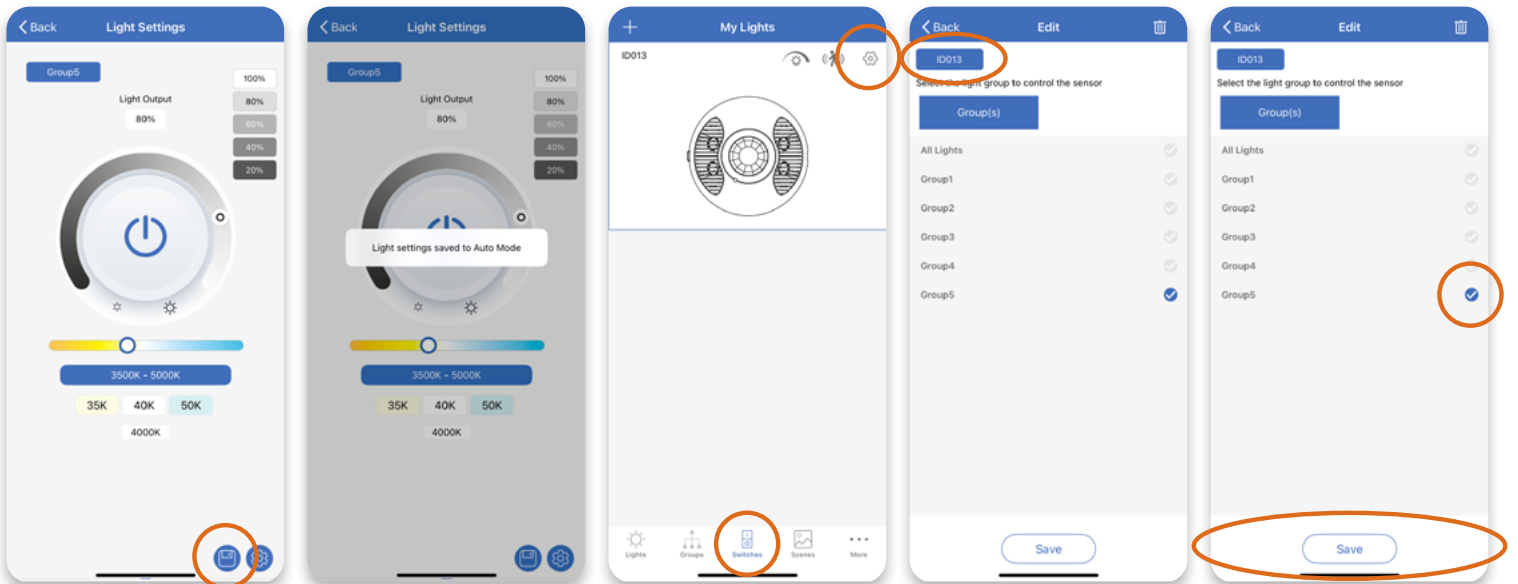 Back Light Settings
Group5
100%
Light Output
80%
80%
60%
40%
20%
3500K - 5000K
35K 40K 50K
4000K
Back Light Settings
Group5
100%
Light Output
80%
80%
60%
40%
20%
Light settings saved to Auto Mode
3500K - 5000K
35K 40K 50K
4000K
+ My Lights
ID013
Lights Groups Switches Scenes More
Back Edit
ID013
Select the light group to control the sensor
Group(s)
All Lights
Group1
Group2
Group3
Group4
Group5
Save
Back Edit
ID013
Select the light group to control the sensor
Group(s)
All Lights
Group1
Group2
Group3
Group4
Group5
Save